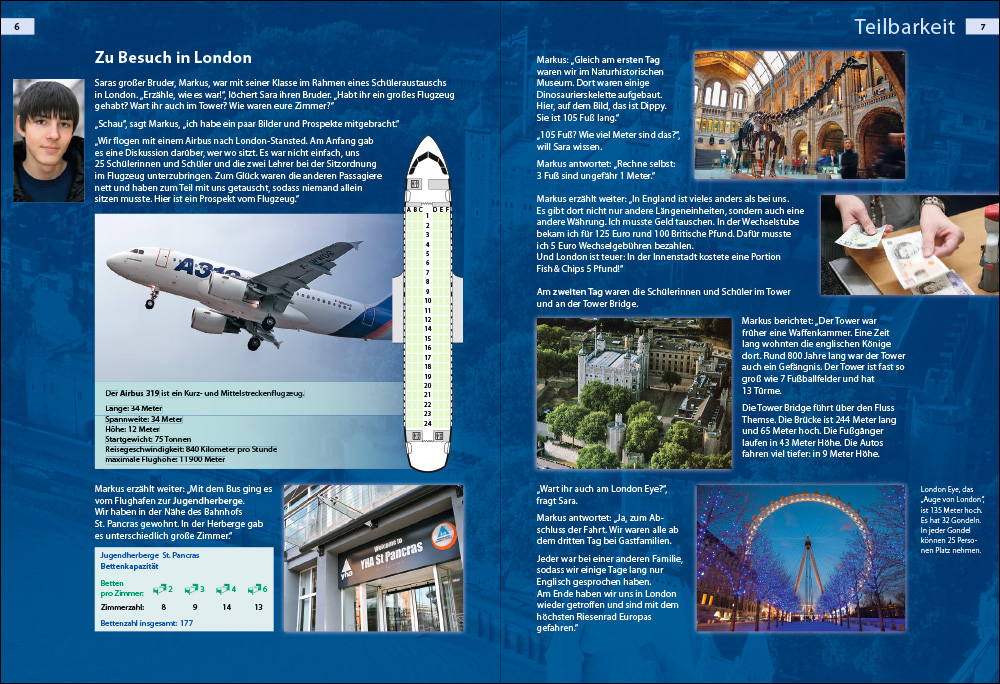 6
Zu Besuch in London
Saras großer Bruder, Markus, war mit seiner Klasse im Rahmen eines Schüleraustauschs
in London. „Erzähle, wie es war!“, löchert Sara ihren Bruder. „Habt ihr ein großes Flugzeug
gehabt? Wart ihr auch im Tower? Wie waren eure Zimmer?“
„Schau“, sagt Markus, „ich habe ein paar Bilder und Prospekte mitgebracht.“
„Wir flogen mit einem Airbus nach London-Stansted. Am Anfang gab
es eine Diskussion darüber, wer wo sitzt. Es war nicht einfach, uns
25 Schülerinnen und Schüler und die zwei Lehrer bei der Sitzordnung
im Flugzeug unterzubringen. Zum Glück waren die anderen Passagiere
nett und haben zum Teil mit uns getauscht, sodass niemand allein
sitzen musste. Hier ist ein Prospekt vom Flugzeug.“
A B C D E F
1
2
3
4
5
6
7
8
9
10
11
12
14
15
16
17
18
19
20
21
22
23
24
A319
Der Airbus 319 ist ein Kurz- und Mittelstreckenflugzeug.
Länge: 34 Meter
Spannweite: 34 Meter
Höhe: 12 Meter
Startgewicht: 75 Tonnen
Reisegeschwindigkeit: 840 Kilometer pro Stunde
maximale Flughöhe: 11 900 Meter
Markus erzählt weiter: „Mit dem Bus ging es
vom Flughafen zur Jugendherberge.
Wir haben in der Nähe des Bahnhofs
St. Pancras gewohnt. In der Herberge gab
es unterschiedlich große Zimmer.“
Jugendherberge St. Pancras
Bettenkapazität
Betten
pro Zimmer: 2 3 4 6
Zimmerzahl: 8 9 14 13
Bettenzahl insgesamt: 177
Welcome to
YHA St Pancras
yha
Teilbarkeit
7
Markus: „Gleich am ersten Tag
waren wir im Naturhistorischen
Museum. Dort waren einige
Dinosaurierskelette aufgebaut.
Hier, auf dem Bild, das ist Dippy.
Sie ist 105 Fuß lang.“
„105 Fuß? Wie viel Meter sind das?“,
will Sara wissen.
Markus antwortet: „Rechne selbst:
3 Fuß sind ungefähr 1 Meter.“
Markus erzählt weiter: „In England ist vieles anders als bei uns.
Es gibt dort nicht nur andere Längeneinheiten, sondern auch eine
andere Währung. Ich musste Geld tauschen. In der Wechselstube
bekam ich für 125 Euro rund 100 Britische Pfund. Dafür musste
ich 5 Euro Wechselgebühren bezahlen.
Und London ist teuer: In der Innenstadt kostete eine Portion
Fish & Chips 5 Pfund!“
Am zweiten Tag waren die Schülerinnen und Schüler im Tower
und an der Tower Bridge.
Markus berichtet: „Der Tower war
früher eine Waffenkammer. Eine Zeit
lang wohnten die englischen Könige
dort. Rund 800 Jahre lang war der Tower
auch ein Gefängnis. Der Tower ist fast so
groß wie 7 Fußballfelder und hat
13 Türme.
Die Tower Bridge führt über den Fluss
Themse. Die Brücke ist 244 Meter lang
und 65 Meter hoch. Die Fußgänger
laufen in 43 Meter Höhe. Die Autos
fahren viel tiefer: in 9 Meter Höhe.
„Wart ihr auch am London Eye?“,
fragt Sara.
Markus antwortet: „Ja, zum Ab-
schluss der Fahrt. Wir waren alle ab
dem dritten Tag bei Gastfamilien.
Jeder war bei einer anderen Familie,
sodass wir einige Tage lang nur
Englisch gesprochen haben.
Am Ende haben wir uns in London
wieder getroffen und sind mit dem
höchsten Riesenrad Europas
gefahren.“
London Eye, das
„Auge von London“,
ist 135 Meter hoch.
Es hat 32 Gondeln.
In jeder Gondel
können 25 Perso-
nen Platz nehmen.